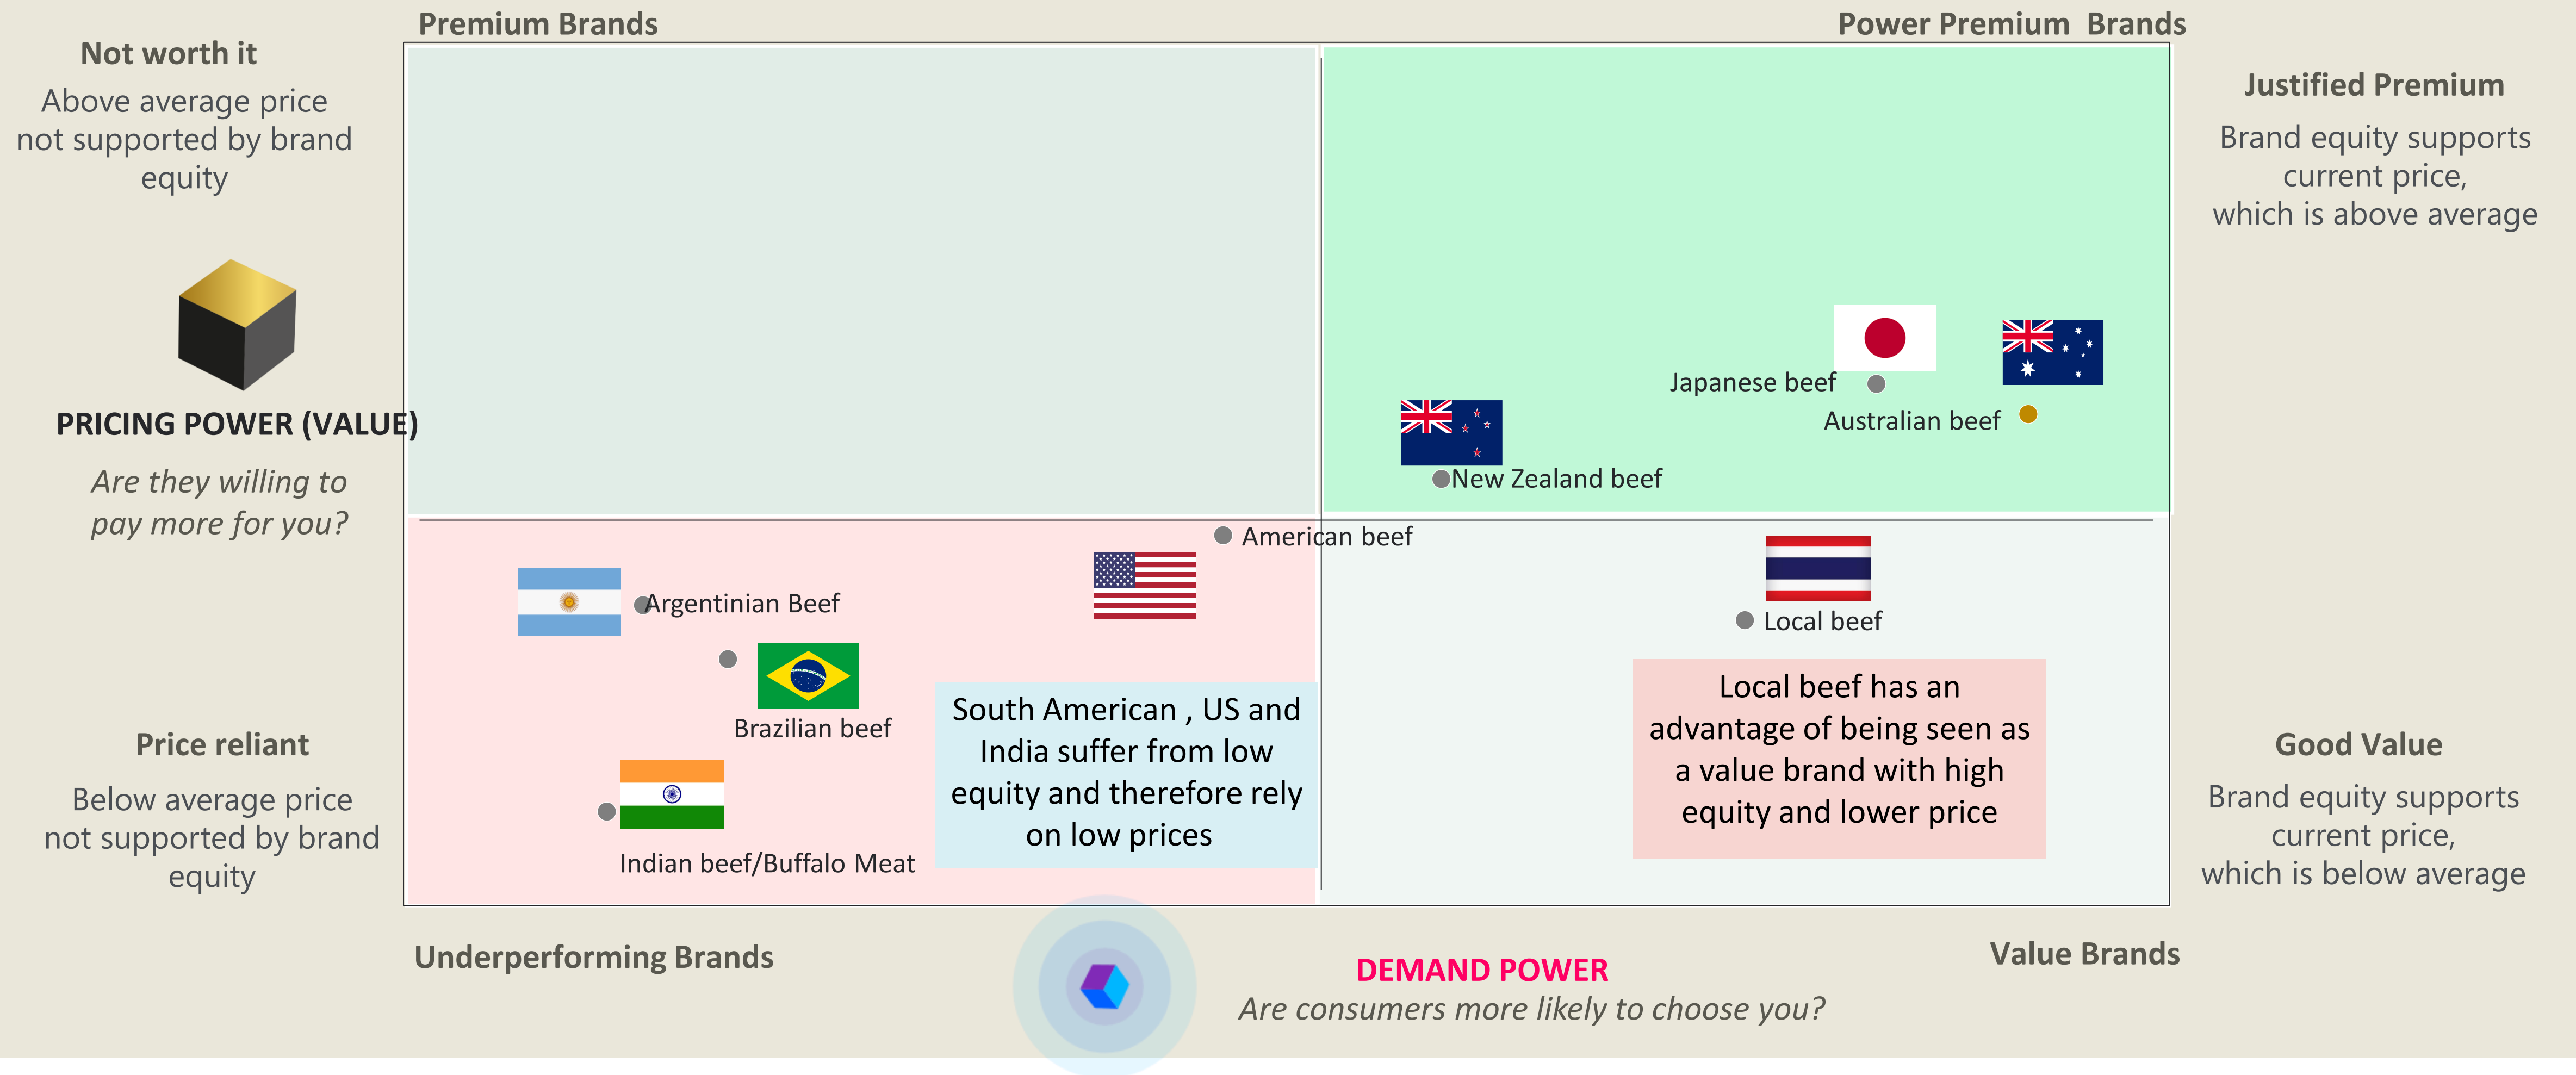 Premium Brands
Power Premium  Brands
Not worth it
Above average price
not supported by brand
equity
Justified Premium
Brand equity supports
current price,
which is above average
PRICING POWER (VALUE)
Are they willing to
pay more for you?
Japanese beef
Australian beef
New Zealand beef
American beef
Argentinian Beef
Brazilian beef
Indian beef/Buffalo Meat
Local beef
South American , US and
India suffer from low
equity and therefore rely
on low prices
Local beef has an
advantage of being seen as
a value brand with high
equity and lower price
Price reliant
Below average price
not supported by brand
equity
Good Value
Brand equity supports
current price,
which is below average
Underperforming Brands
Value Brands
DEMAND POWER
Are consumers more likely to choose you?